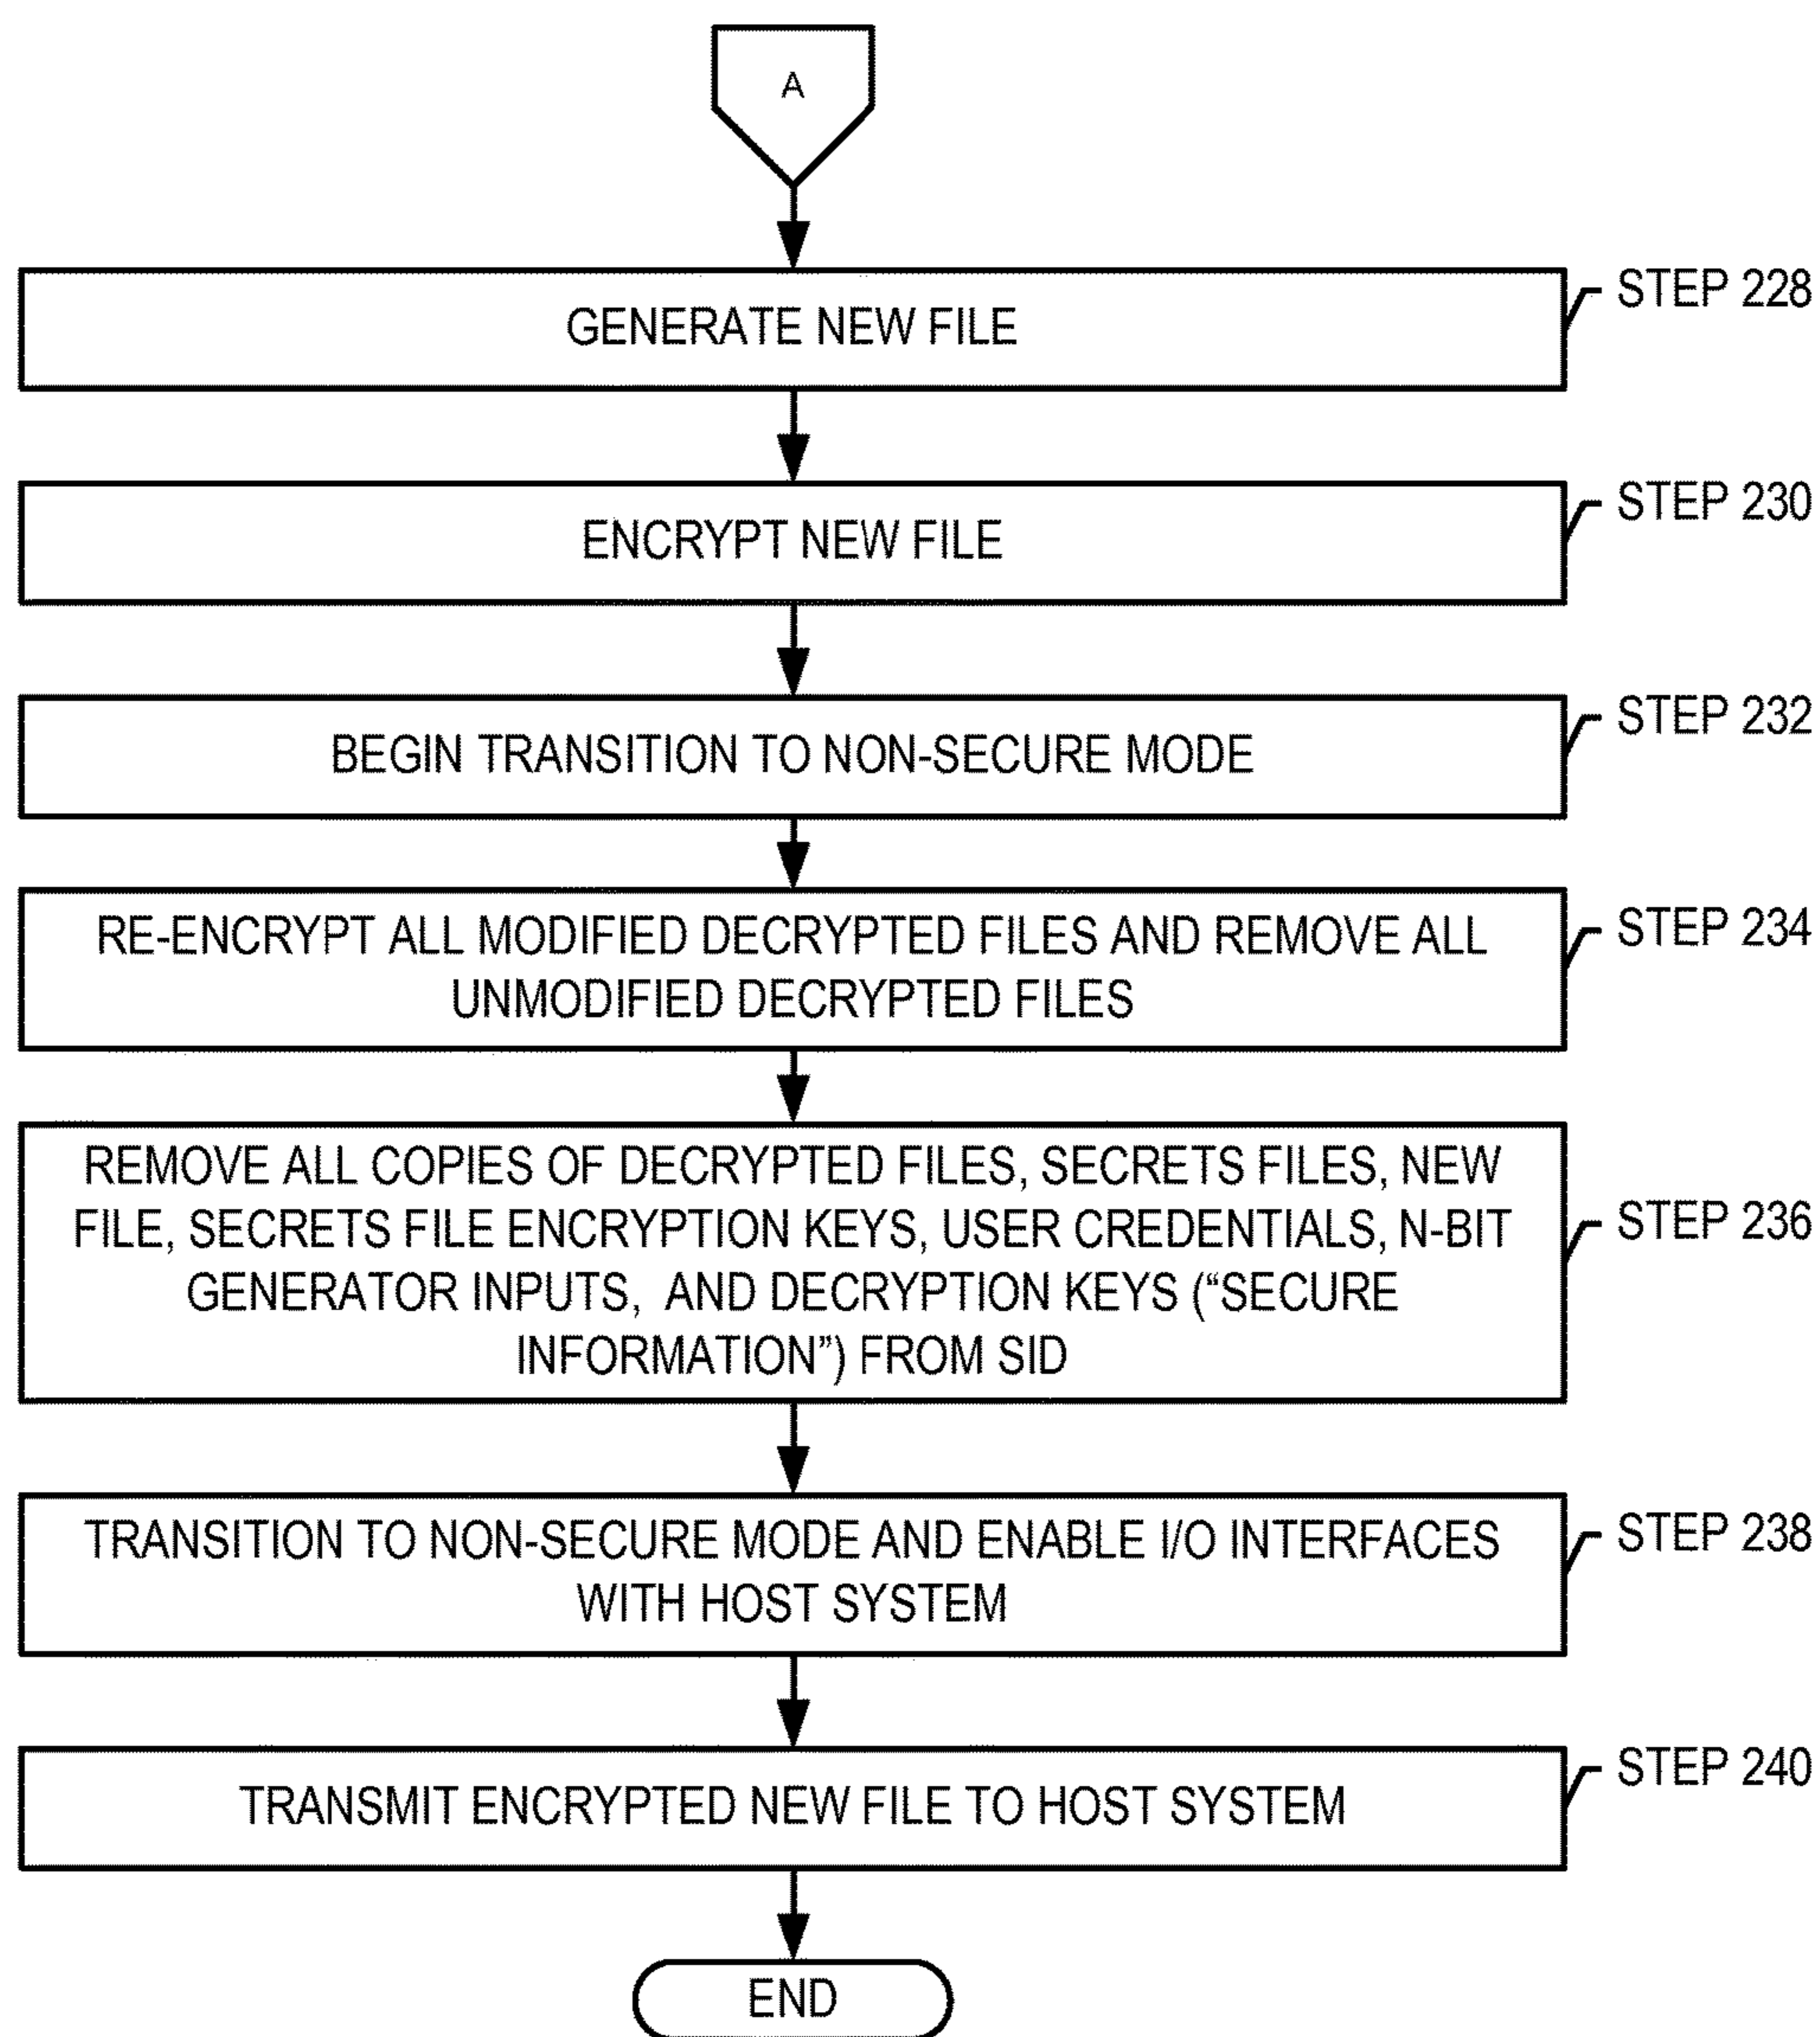 A
GENERATE NEW FILE
STEP 228
ENCRYPT NEW FILE
STEP 230
BEGIN TRANSITION TO NON-SECURE MODE
STEP 232
RE-ENCRYPT ALL MODIFIED DECRYPTED FILES AND REMOVE ALL
UNMODIFIED DECRYPTED FILES
STEP 234
REMOVE ALL COPIES OF DECRYPTED FILES, SECRETS FILES, NEW
FILE, SECRETS FILE ENCRYPTION KEYS, USER CREDENTIALS, N-BIT
GENERATOR INPUTS, AND DECRYPTION KEYS (“SECURE
INFORMATION”) FROM SID
STEP 236
TRANSITION TO NON-SECURE MODE AND ENABLE I/O INTERFACES
WITH HOST SYSTEM
STEP 238
TRANSMIT ENCRYPTED NEW FILE TO HOST SYSTEM
STEP 240
END